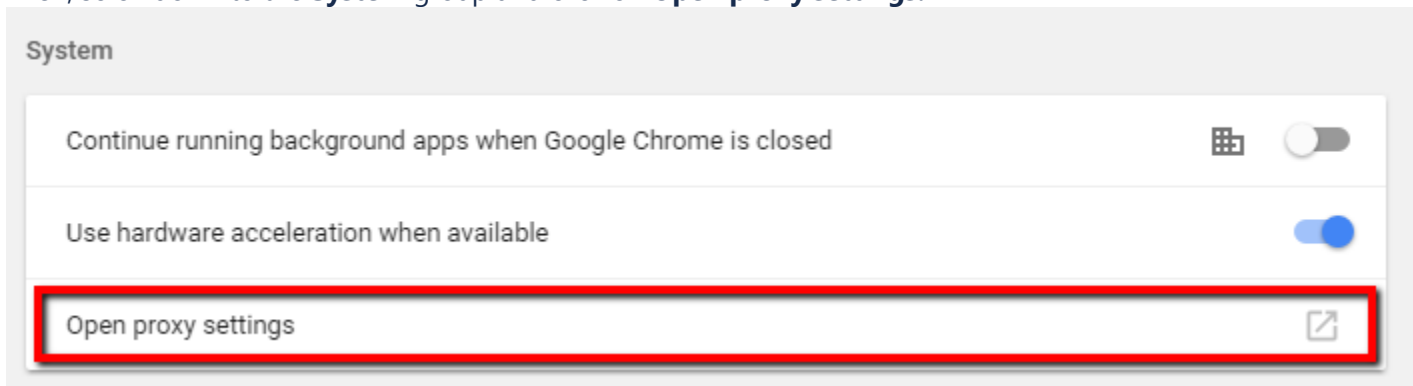 System
Continue running background apps when Google Chrome is closed
Use hardware acceleration when available
Open proxy settings